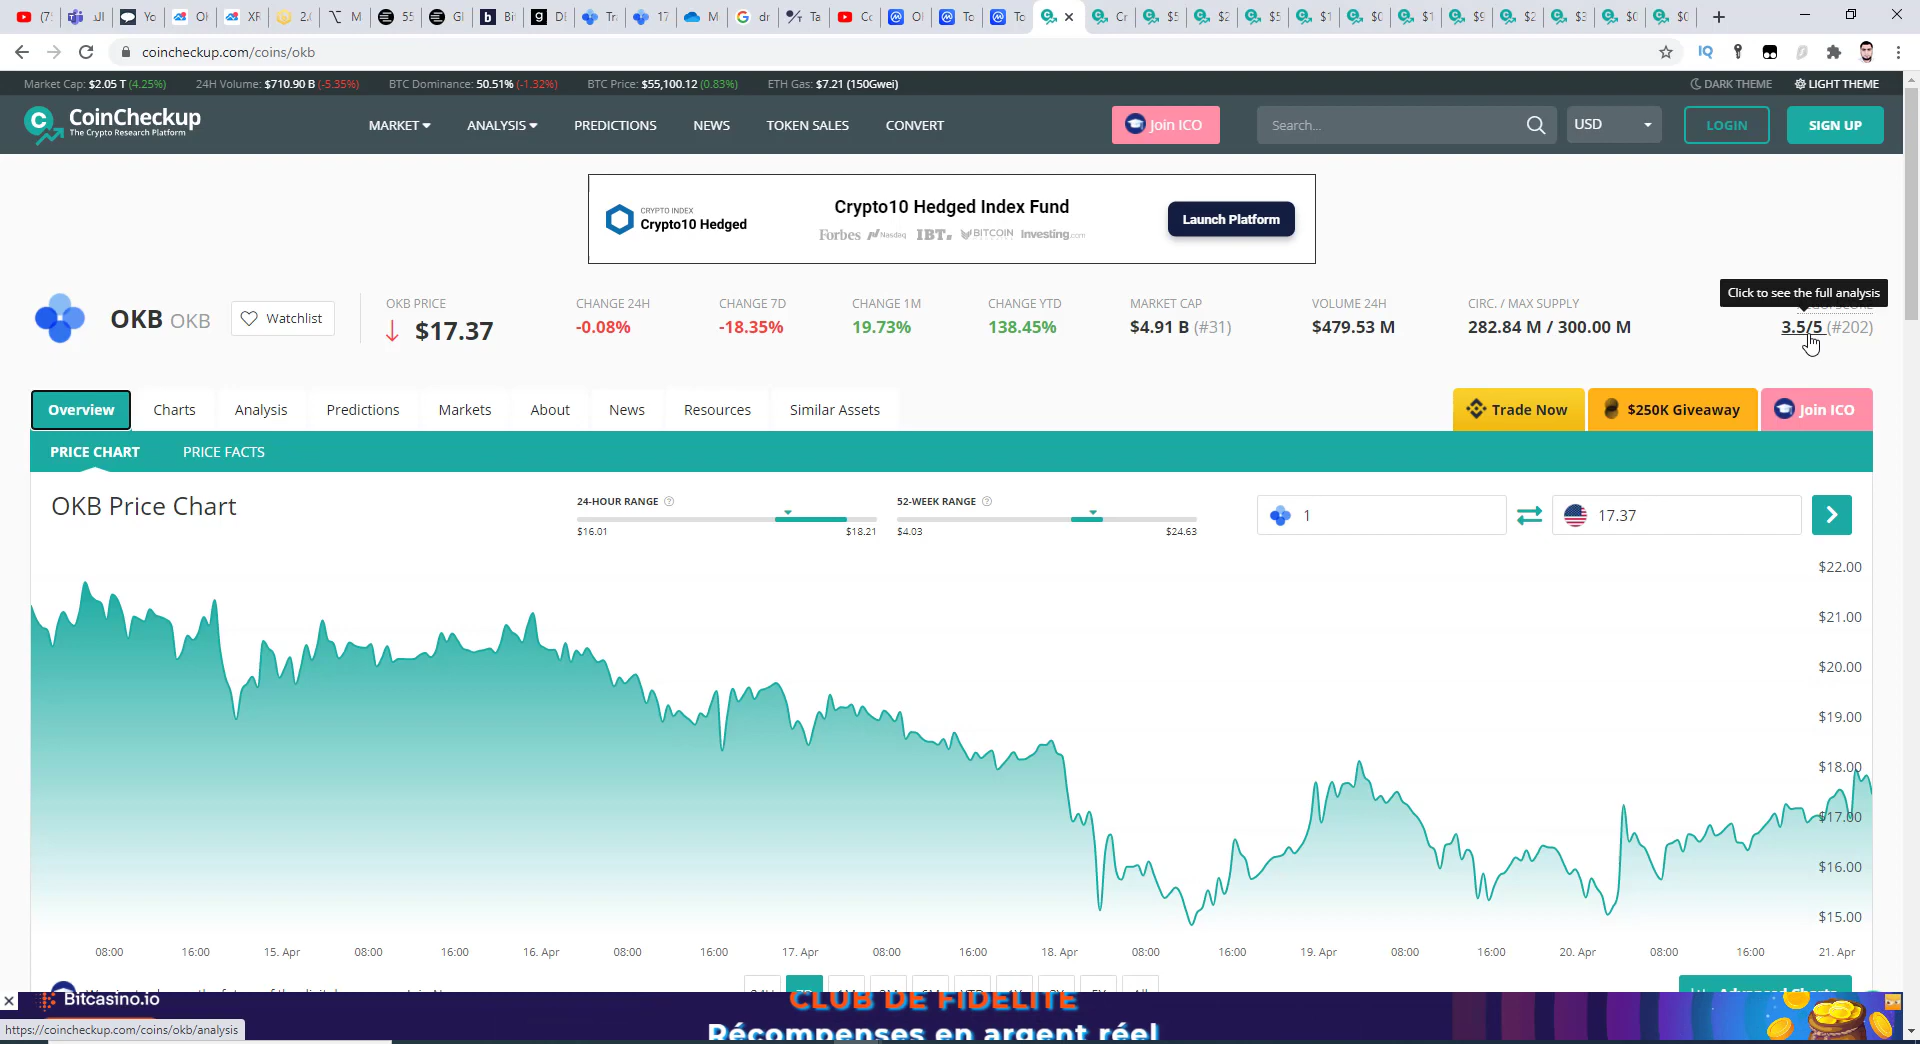 coincheckup.com/coins/okb
Market Cap: $2.05 T (4.25%) 24H Volume: $710.90 B (-5.35%) BTC Dominance: 50.51% (-1.32%) BTC Price: $55,100.12 (0.83%) ETH Gas: $7.21 (150Gwei) DARK THEME LIGHT THEME
CoinCheckup
The Crypto Research Platform
MARKET ANALYSIS PREDICTIONS NEWS TOKEN SALES CONVERT Join ICO Search... USD LOGIN SIGN UP
CRYPTO INDEX
Crypto10 Hedged
Crypto10 Hedged Index Fund
Forbes Nasdaq IBT. BITCOIN Investing.com
Launch Platform
Click to see the full analysis
OKB OKB Watchlist
OKB PRICE CHANGE 24H CHANGE 7D CHANGE 1M CHANGE YTD MARKET CAP VOLUME 24H CIRC. / MAX SUPPLY
$17.37 -0.08% -18.35% 19.73% 138.45% $4.91 B (#31) $479.53 M 282.84 M / 300.00 M 3.5/5 (#202)
Overview Charts Analysis Predictions Markets About News Resources Similar Assets Trade Now $250K Giveaway Join ICO
PRICE CHART PRICE FACTS
OKB Price Chart
24-HOUR RANGE
$16.01 $18.21
52-WEEK RANGE
$4.03 $24.63
1 17.37
$22.00
$21.00
$20.00
$19.00
$18.00
$17.00
$16.00
$15.00
08:00 16:00 15. Apr 08:00 16:00 16. Apr 08:00 16:00 17. Apr 08:00 16:00 18. Apr 08:00 16:00 19. Apr 08:00 16:00 20. Apr 08:00 16:00 21. Apr
Bitcasino.io
CLUB DE FIDELITE
Récompenses en argent réel
https://coincheckup.com/coins/okb/analysis